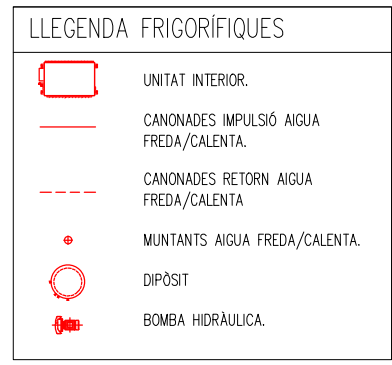 LLEGENDA FRIGORÍFIQUES
UNITAT INTERIOR.
CANONADES IMPULSIÓ AIGUA
FREDA/CALENTA.
CANONADES RETORN AIGUA
FREDA/CALENTA
MUNTANTS AIGUA FREDA/CALENTA.
DIPÒSIT
BOMBA HIDRÀULICA.